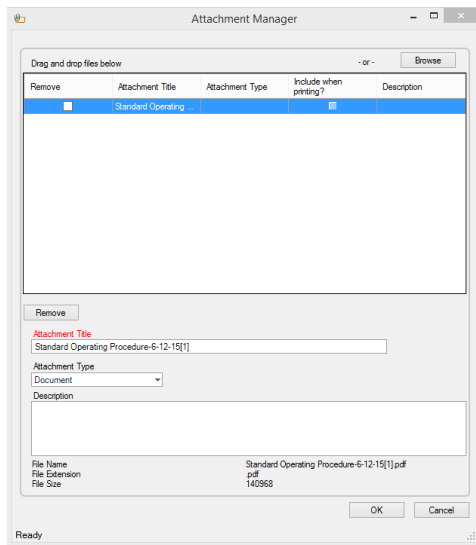 Attachment Manager
Drag and drop files below - or - Browse
Remove Attachment Title Attachment Type Include when printing? Description
Standard Operating ...
Remove
Attachment Title
Standard Operating Procedure-6-12-15[1]
Attachment Type
Document
Description
File Name Standard Operating Procedure-6-12-15[1].pdf
File Extension .pdf
File Size 140968
OK Cancel
Ready